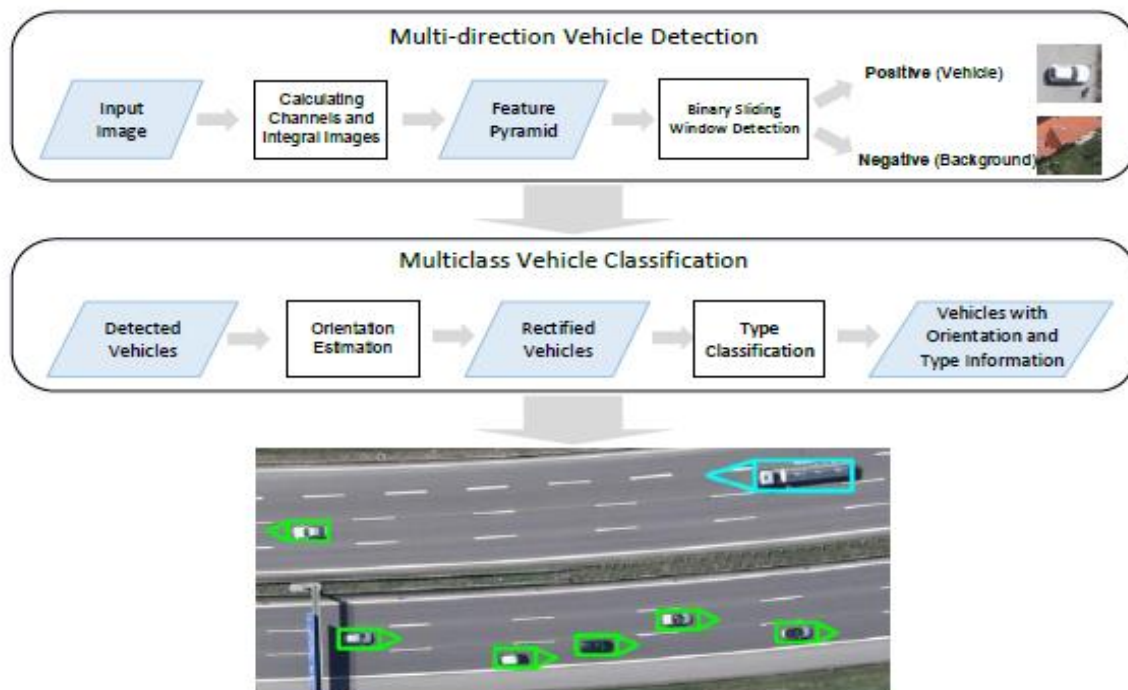 Multi-direction Vehicle Detection
Input
Image
Calculating
Channels and
Integral Images
Feature
Pyramid
Binary Sliding
Window Detection
Positive (Vehicle)
Negative (Background)
Multiclass Vehicle Classification
Detected
Vehicles
Orientation
Estimation
Rectified
Vehicles
Type
Classification
Vehicles with
Orientation and
Type Information